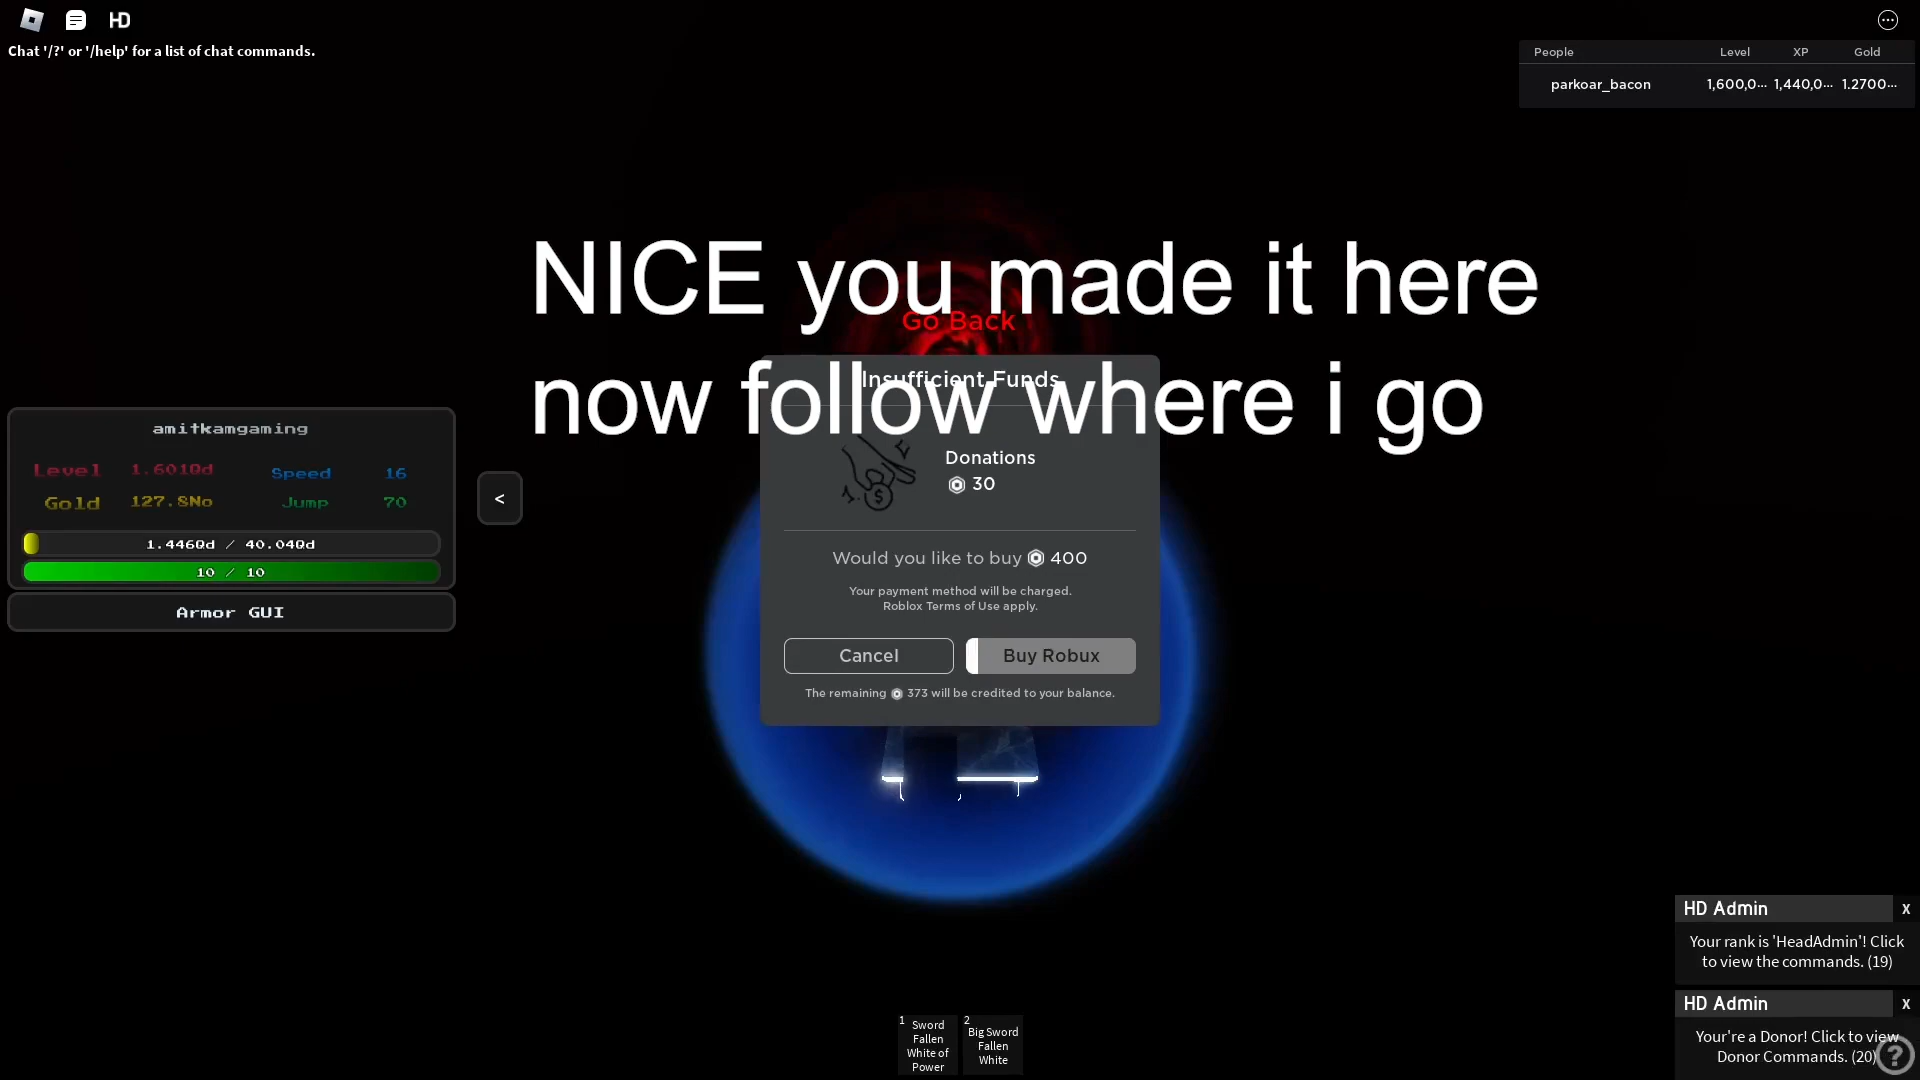 HD
Chat '/?' or '/help' for a list of chat commands.
People Level XP Gold
parkoar_bacon 1,600,0... 1,440,0... 1.2700...
NICE you made it here
Go Back
now follow where i go
Insufficient Funds
Donations
30
Would you like to buy 400
Your payment method will be charged.
Roblox Terms of Use apply.
Cancel Buy Robux
The remaining 373 will be credited to your balance.
amitkamgaming
Level 1.601Qd Speed 16
Gold 127.8No Jump 70
1.446Qd / 40.04Qd
10 / 10
Armor GUI
<
HD Admin X
Your rank is 'HeadAdmin'! Click
to view the commands. (19)
HD Admin X
Your're a Donor! Click to view
Donor Commands. (20)
?
1
Sword
Fallen
White of
Power
2
Big Sword
Fallen
White